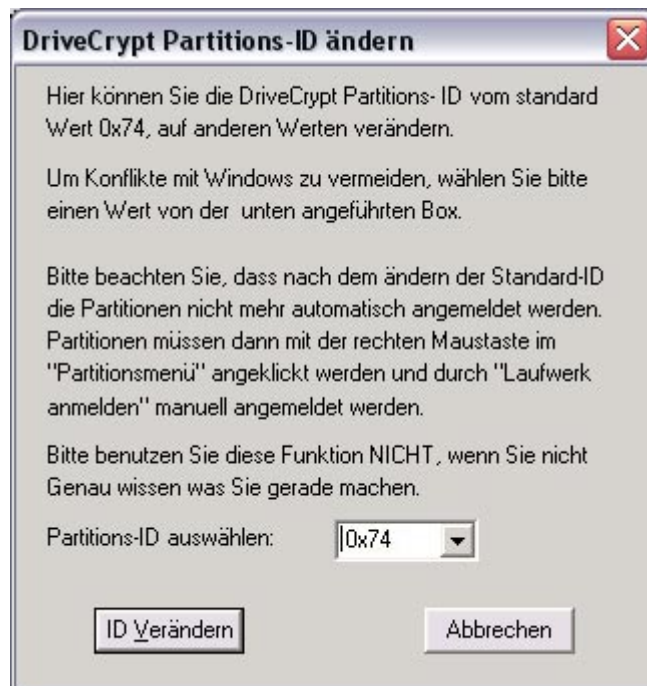 DriveCrypt Partitions-ID ändern
Hier können Sie die DriveCrypt Partitions- ID vom standard
Wert 0x74, auf anderen Werten verändern.
Um Konflikte mit Windows zu vermeiden, wählen Sie bitte
einen Wert von der  unten angeführten Box.
Bitte beachten Sie, dass nach dem ändern der Standard-ID
die Partitionen nicht mehr automatisch angemeldet werden.
Partitionen müssen dann mit der rechten Maustaste im
"Partitionsmenü" angeklickt werden und durch "Laufwerk
anmelden" manuell angemeldet werden.
Bitte benutzen Sie diese Funktion NICHT, wenn Sie nicht
Genau wissen was Sie gerade machen.
Partitions-ID auswählen: 0x74
ID Verändern Abbrechen